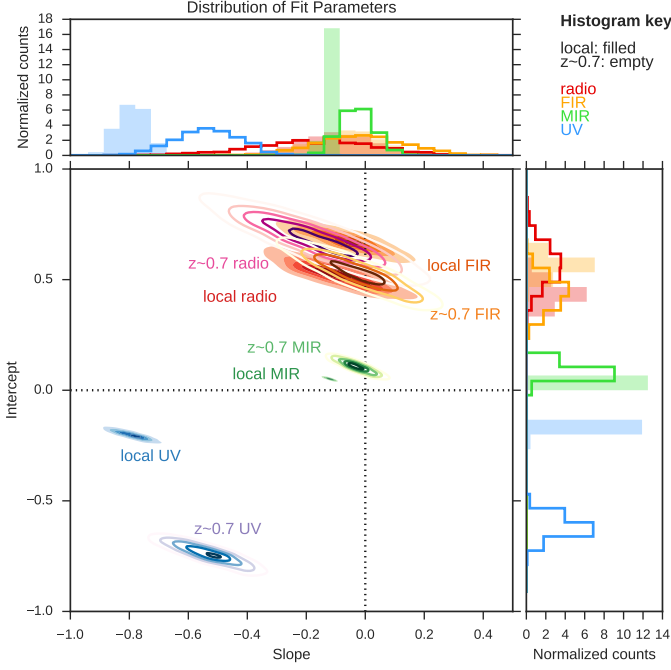 Distribution of Fit Parameters
Histogram key
local: filled
z~0.7: empty
radio
FIR
MIR
UV
Normalized counts
18
16
14
12
10
8
6
4
2
0
1.0
0.5
0.0
−0.5
−1.0
Intercept
z~0.7 radio
local FIR
local radio
z~0.7 FIR
z~0.7 MIR
local MIR
local UV
z~0.7 UV
−1.0 −0.8 −0.6 −0.4 −0.2 0.0 0.2 0.4
Slope
0 2 4 6 8 10 12 14
Normalized counts